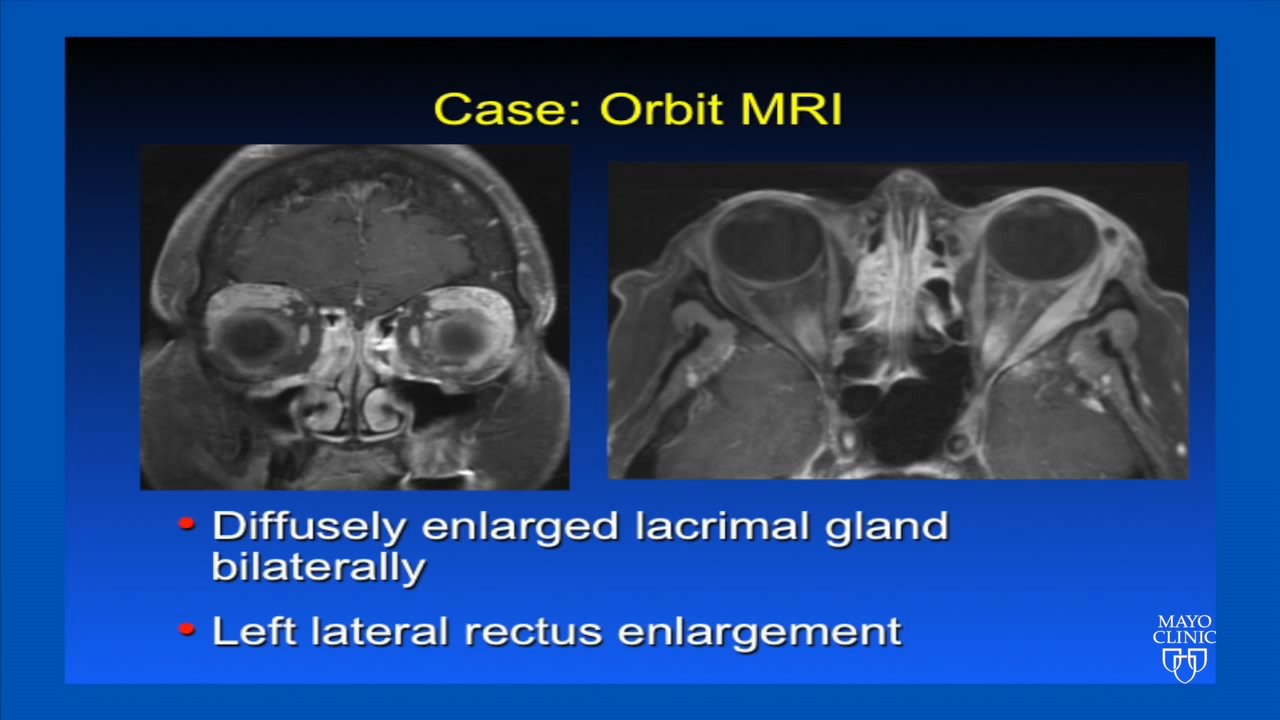 Case: Orbit MRI
• Diffusely enlarged lacrimal gland
bilaterally
• Left lateral rectus enlargement
MAYO
CLINIC